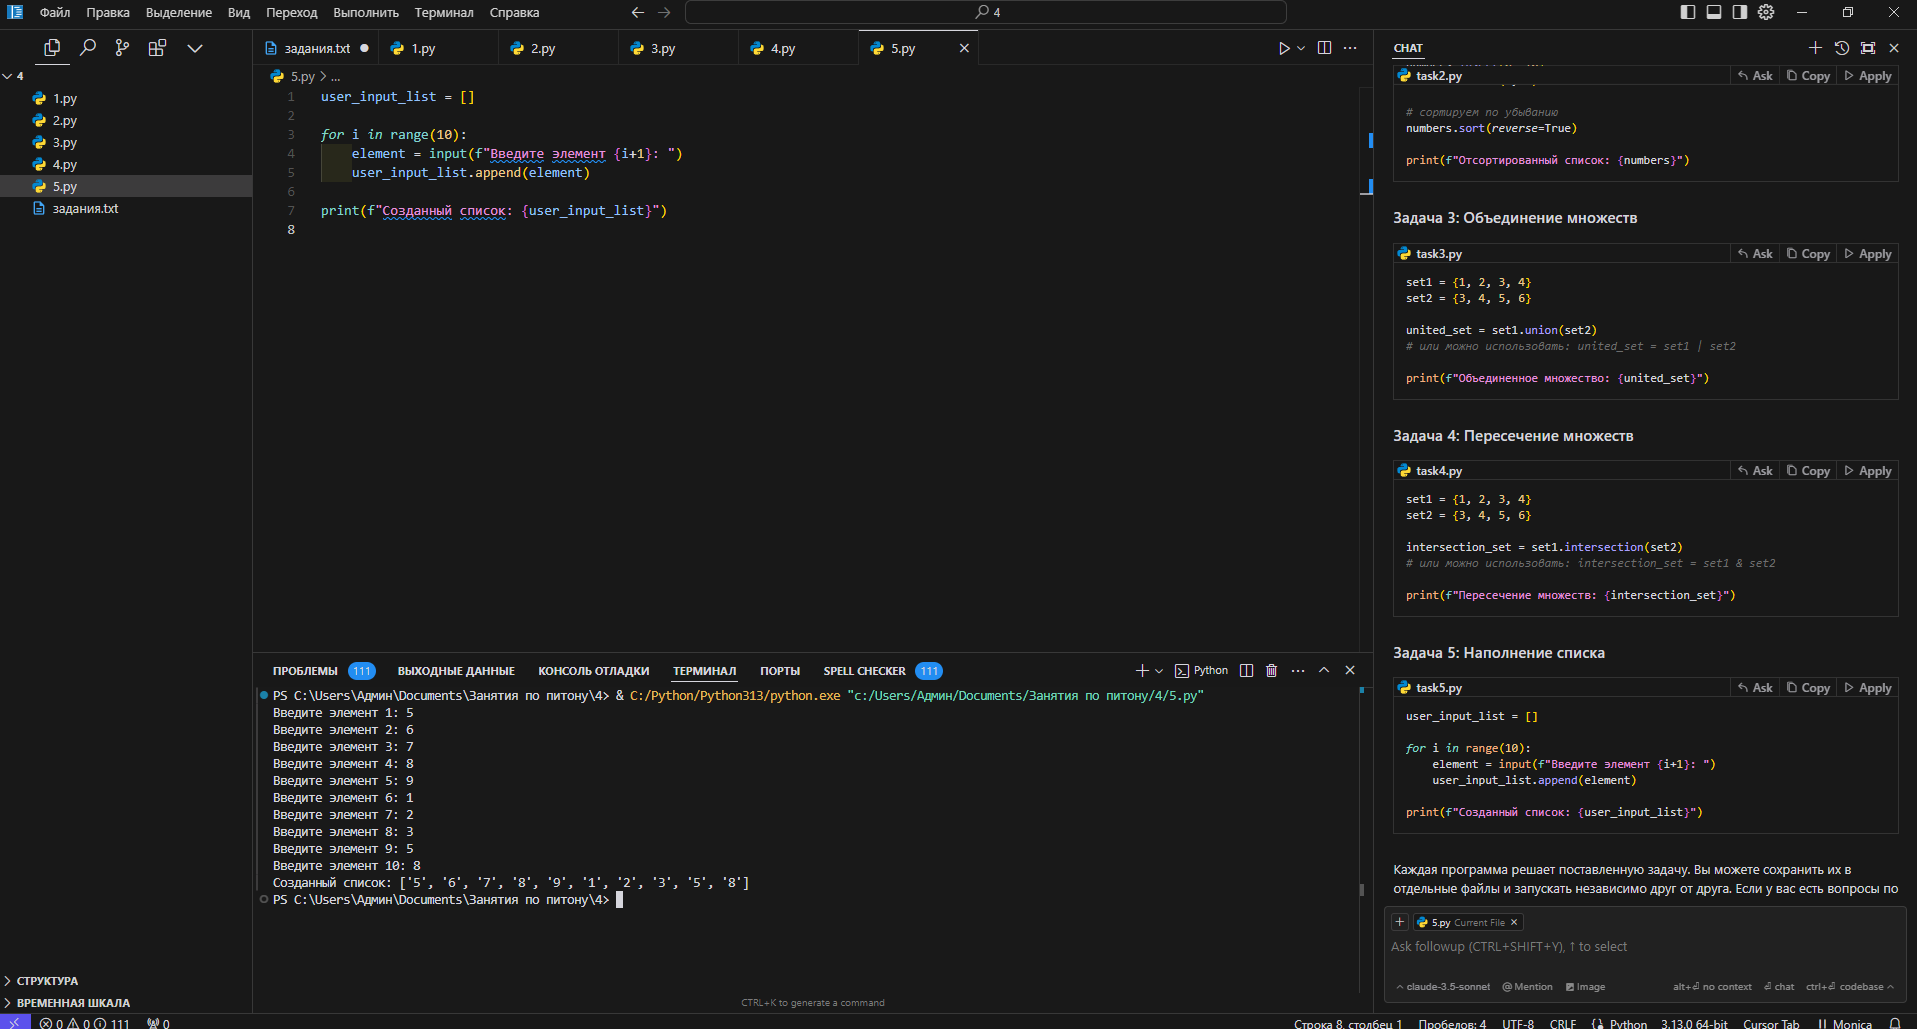 Файл Правка Выделение Вид Переход Выполнить Терминал Справка
4
4
1.py
2.py
3.py
4.py
5.py
задания.txt
СТРУКТУРА
ВРЕМЕННАЯ ШКАЛА
задания.txt 1.py 2.py 3.py 4.py 5.py
5.py > ...
1 user_input_list = []
2
3 for i in range(10):
4 element = input(f"Введите элемент {i+1}: ")
5 user_input_list.append(element)
6
7 print(f"Созданный список: {user_input_list}")
8
ПРОБЛЕМЫ 111 ВЫХОДНЫЕ ДАННЫЕ КОНСОЛЬ ОТЛАДКИ ТЕРМИНАЛ ПОРТЫ SPELL CHECKER 111 Python
PS C:\Users\Админ\Documents\Занятия по питону\4> & C:/Python/Python313/python.exe "c:/Users/Админ/Documents/Занятия по питону/4/5.py"
Введите элемент 1: 5
Введите элемент 2: 6
Введите элемент 3: 7
Введите элемент 4: 8
Введите элемент 5: 9
Введите элемент 6: 1
Введите элемент 7: 2
Введите элемент 8: 3
Введите элемент 9: 5
Введите элемент 10: 8
Созданный список: ['5', '6', '7', '8', '9', '1', '2', '3', '5', '8']
PS C:\Users\Админ\Documents\Занятия по питону\4>
CTRL+K to generate a command
CHAT
task2.py Ask Copy Apply
# сортируем по убыванию
numbers.sort(reverse=True)
print(f"Отсортированный список: {numbers}")
Задача 3: Объединение множеств
task3.py Ask Copy Apply
set1 = {1, 2, 3, 4}
set2 = {3, 4, 5, 6}
united_set = set1.union(set2)
# или можно использовать: united_set = set1 | set2
print(f"Объединенное множество: {united_set}")
Задача 4: Пересечение множеств
task4.py Ask Copy Apply
set1 = {1, 2, 3, 4}
set2 = {3, 4, 5, 6}
intersection_set = set1.intersection(set2)
# или можно использовать: intersection_set = set1 & set2
print(f"Пересечение множеств: {intersection_set}")
Задача 5: Наполнение списка
task5.py Ask Copy Apply
user_input_list = []
for i in range(10):
element = input(f"Введите элемент {i+1}: ")
user_input_list.append(element)
print(f"Созданный список: {user_input_list}")
Каждая программа решает поставленную задачу. Вы можете сохранить их в
отдельные файлы и запускать независимо друг от друга. Если у вас есть вопросы по
+ 5.py Current File
Ask followup (CTRL+SHIFT+Y), ↑ to select
claude-3.5-sonnet @ Mention Image alt+⏎ no context ⏎ chat ctrl+⏎ codebase
0 0 111 0 Строка 8, столбец 1 Пробелов: 4 UTF-8 CRLF Python 3.13.0 64-bit Cursor Tab Monica